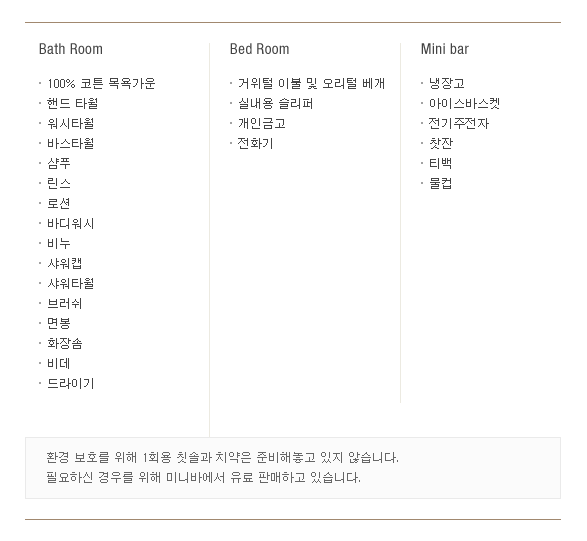 Bath Room
· 100% 코튼 목욕가운
· 핸드 타월
· 워시타월
· 바스타월
· 샴푸
· 린스
· 로션
· 바디워시
· 비누
· 샤워캡
· 샤워타월
· 브러쉬
· 면봉
· 화장솜
· 비데
· 드라이기
Bed Room
· 거위털 이불 및 오리털 베개
· 실내용 슬리퍼
· 개인금고
· 전화기
Mini bar
· 냉장고
· 아이스바스켓
· 전기주전자
· 찻잔
· 티백
· 물컵
환경 보호를 위해 1회용 칫솔과 치약은 준비해놓고 있지 않습니다.
필요하신 경우를 위해 미니바에서 유료 판매하고 있습니다.